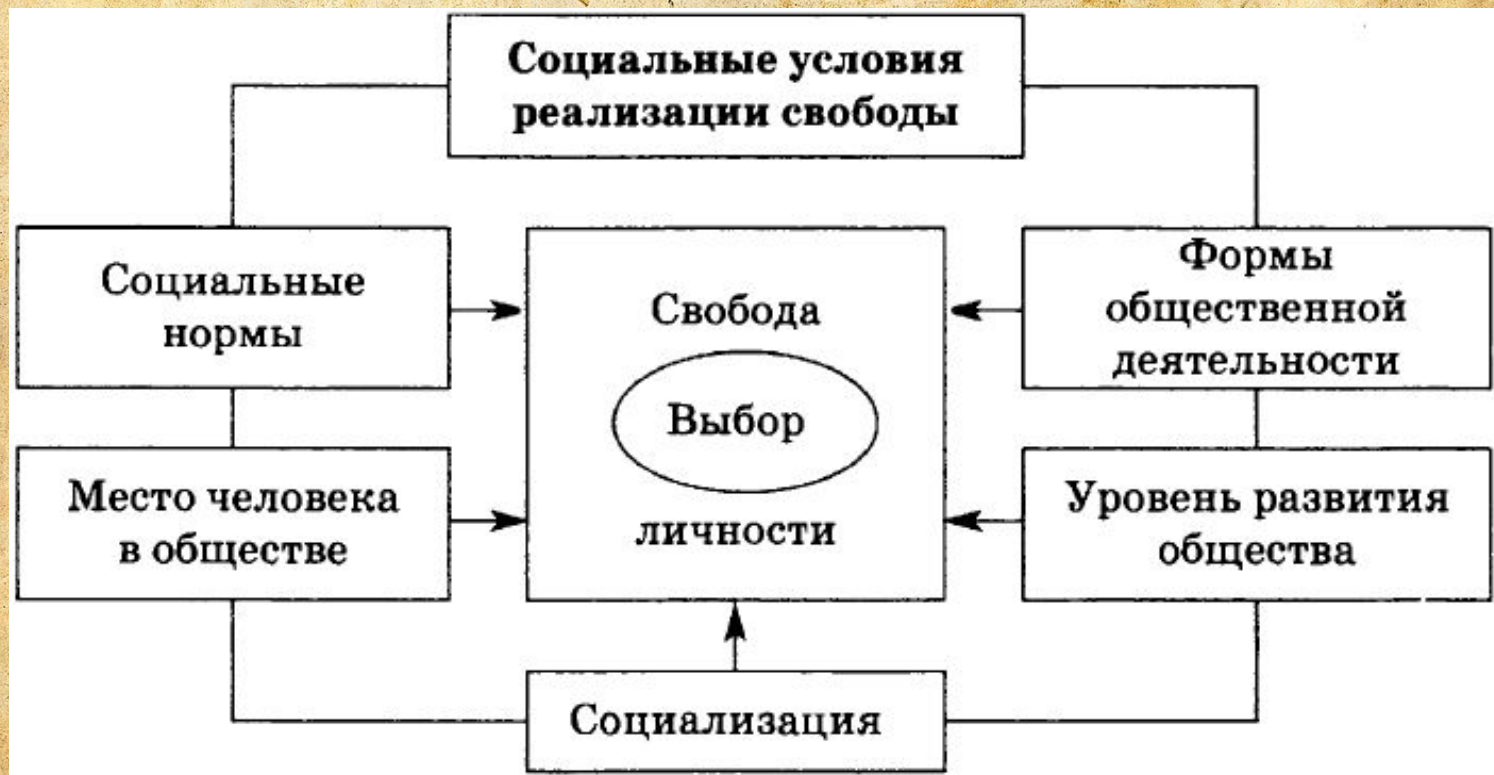 Социальные условия
реализации свободы
Социальные
нормы
Свобода
Выбор
личности
Формы
общественной
деятельности
Место человека
в обществе
Уровень развития
общества
Социализация